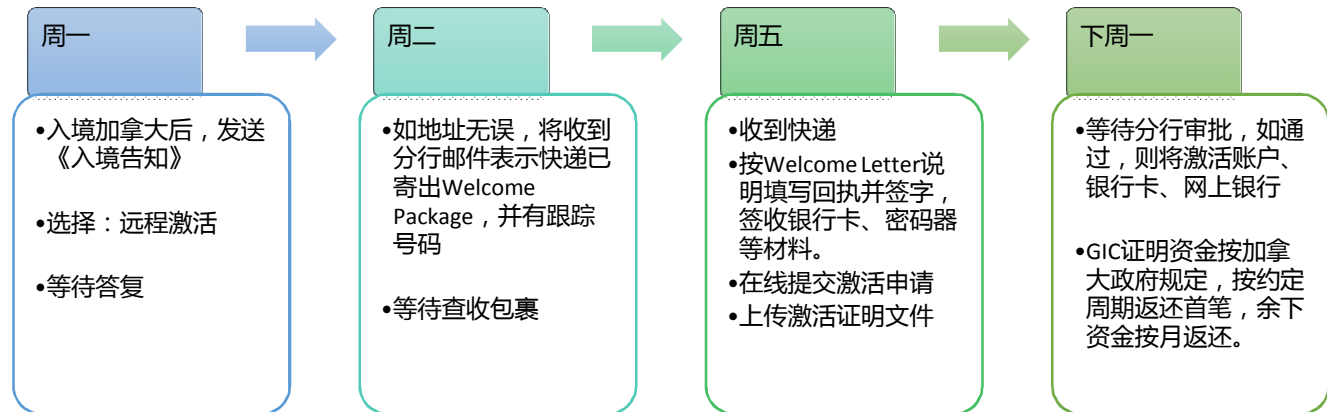 周一
•入境加拿大后，发送
《入境告知》
•选择：远程激活
•等待答复
周二
•如地址无误，将收到
分行邮件表示快递已
寄出Welcome
Package，并有跟踪
号码
•等待查收包裹
周五
•收到快递
•按Welcome Letter说
明填写回执并签字，
签收银行卡、密码器
等材料。
•在线提交激活申请
•上传激活证明文件
下周一
•等待分行审批，如通
过，则将激活账户、
银行卡、网上银行
•GIC证明资金按加拿
大政府规定，按约定
周期返还首笔，余下
资金按月返还。